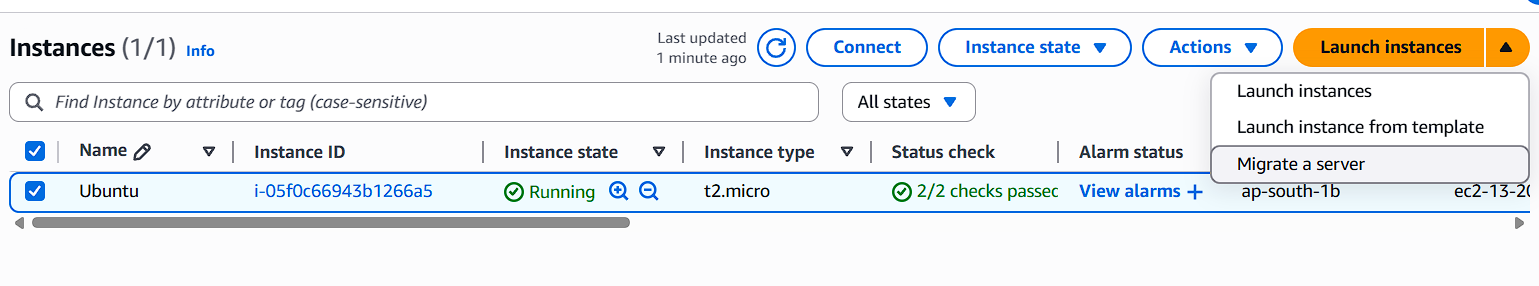 Instances (1/1) Info
Last updated
1 minute ago
Connect
Instance state
Actions
Launch instances
Find Instance by attribute or tag (case-sensitive)
All states
Launch instances
Launch instance from template
Migrate a server
Name Instance ID Instance state Instance type Status check Alarm status
Ubuntu i-05f0c66943b1266a5 Running t2.micro 2/2 checks passed View alarms + ap-south-1b ec2-13-20